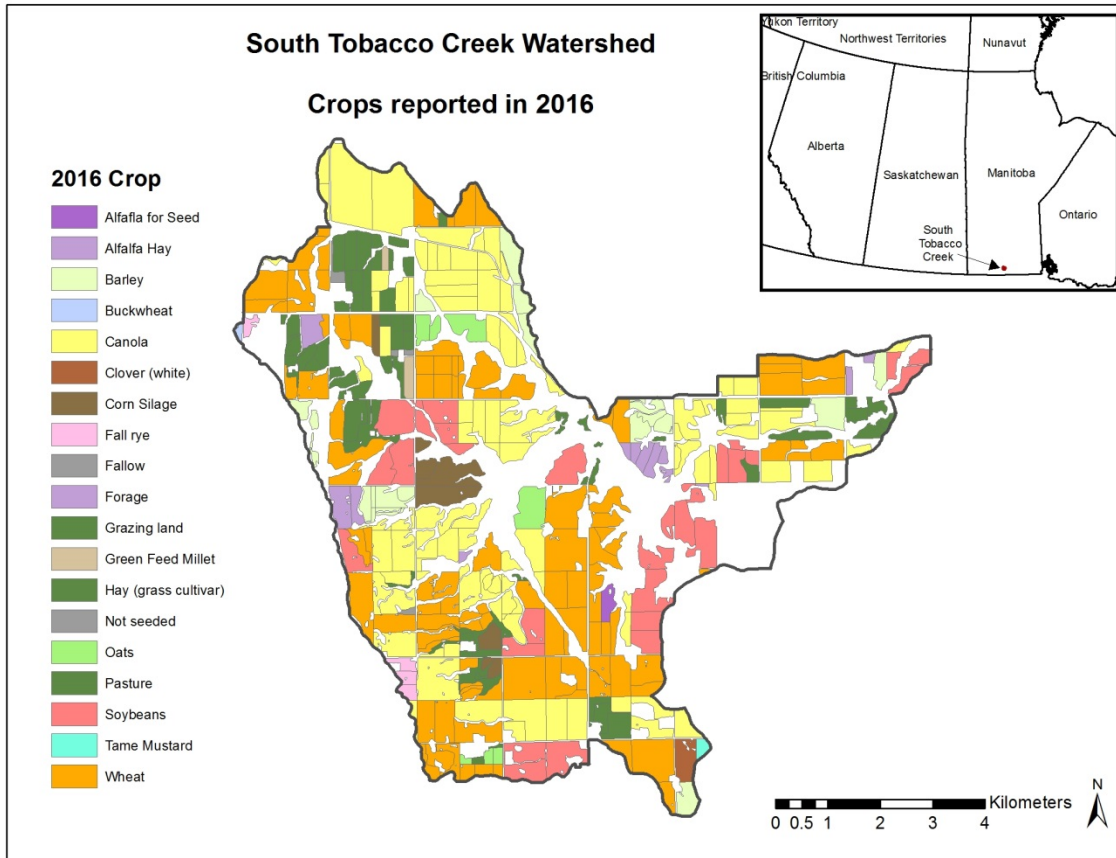 South Tobacco Creek Watershed
Crops reported in 2016
2016 Crop
Alfafla for Seed
Alfalfa Hay
Barley
Buckwheat
Canola
Clover (white)
Corn Silage
Fall rye
Fallow
Forage
Grazing land
Green Feed Millet
Hay (grass cultivar)
Not seeded
Oats
Pasture
Soybeans
Tame Mustard
Wheat
Yukon Territory
Northwest Territories
Nunavut
British Columbia
Alberta
Saskatchewan
Manitoba
Ontario
South
Tobacco
Creek
Kilometers
0 0.5 1 2 3 4
N